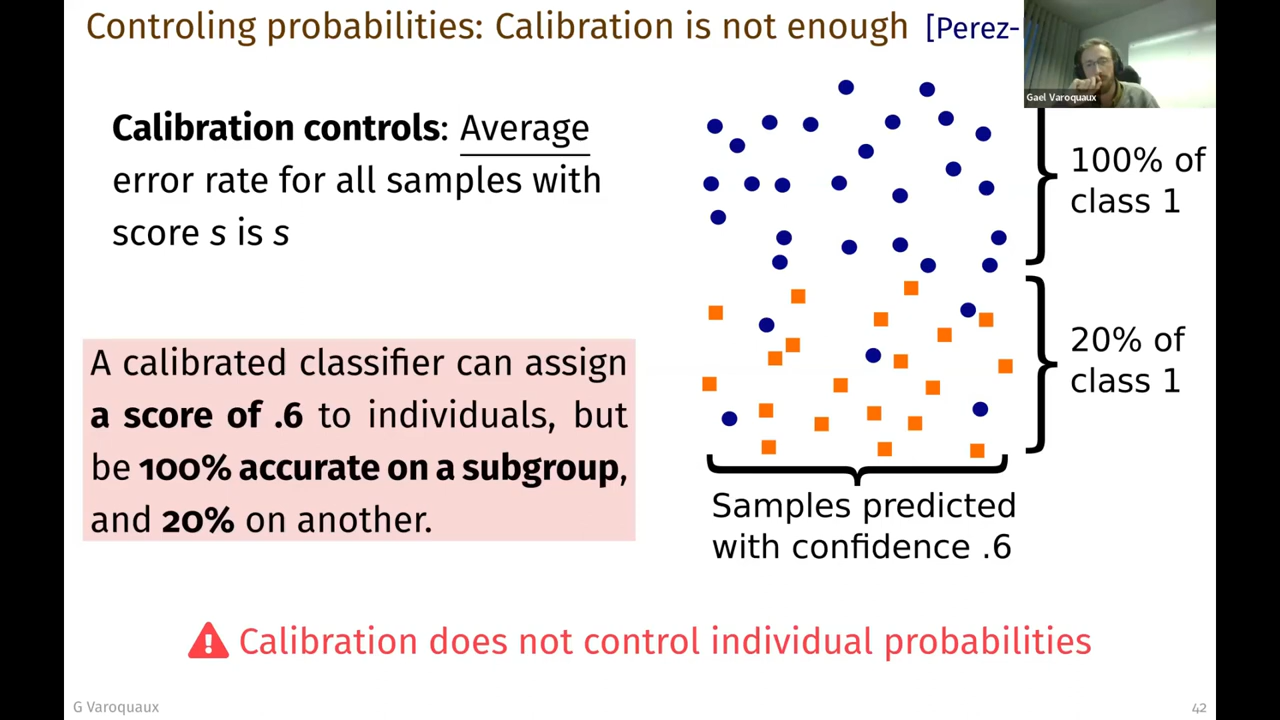 Controling probabilities: Calibration is not enough [Perez-
Gael Varoquaux
Calibration controls: Average
error rate for all samples with
score s is s
100% of
class 1
A calibrated classifier can assign
a score of .6 to individuals, but
be 100% accurate on a subgroup,
and 20% on another.
20% of
class 1
Samples predicted
with confidence .6
Calibration does not control individual probabilities
G Varoquaux
42